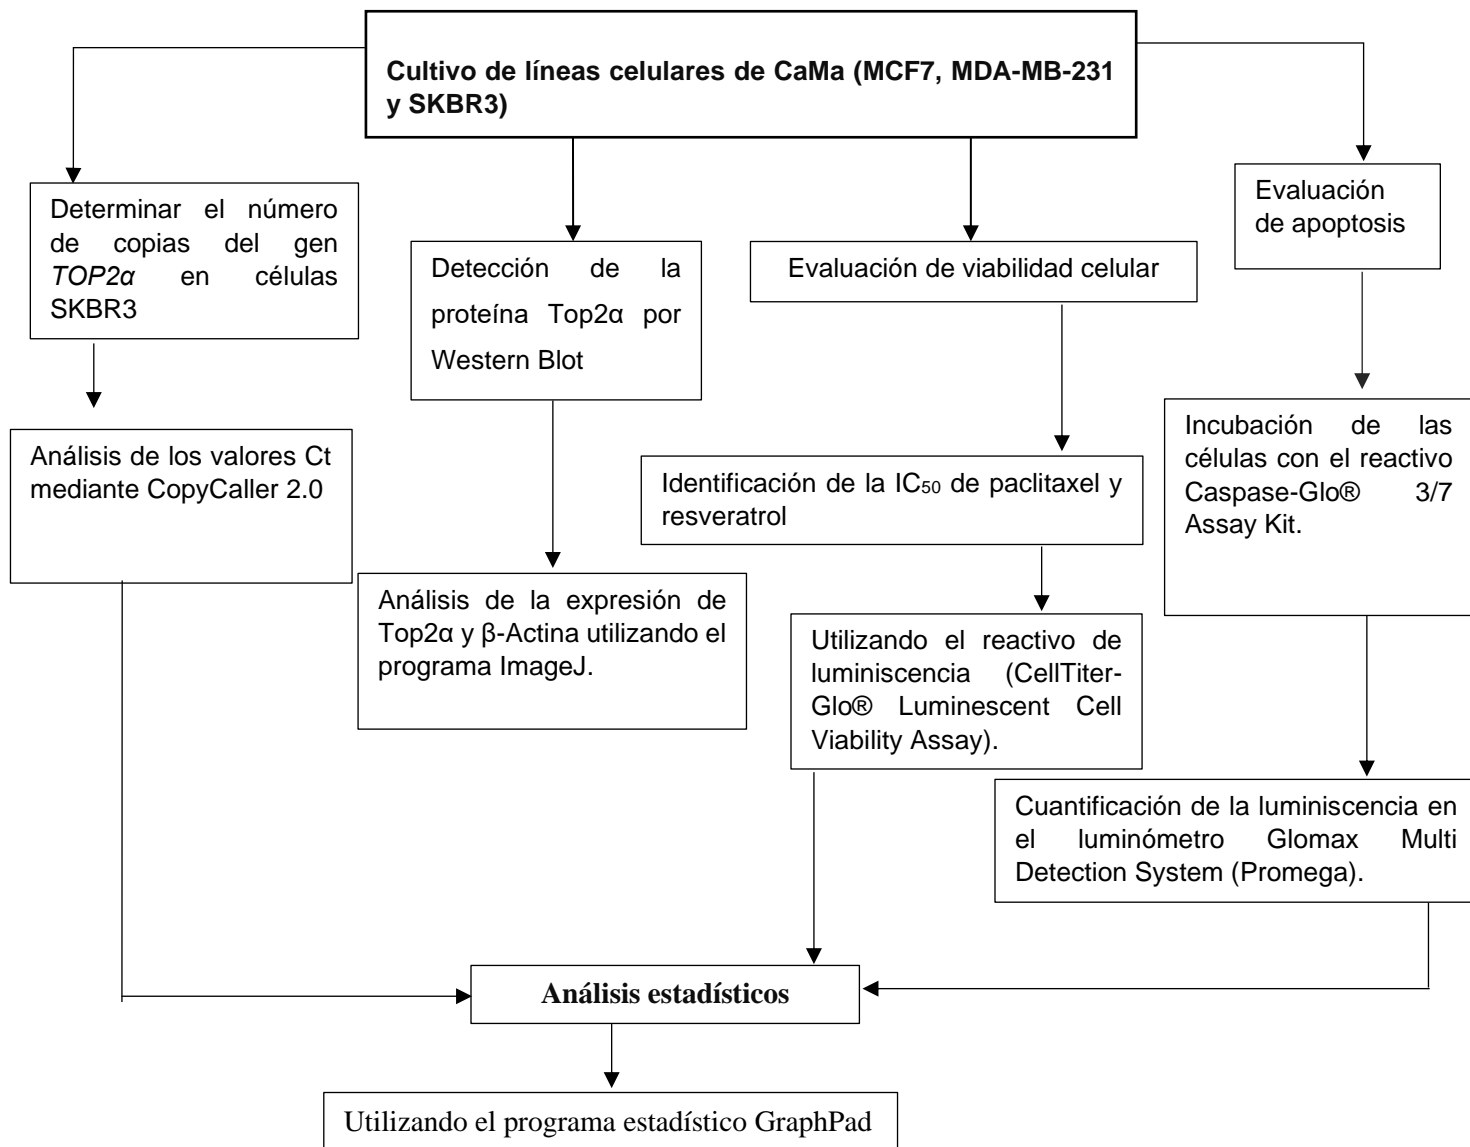 Cultivo de líneas celulares de CaMa (MCF7, MDA-MB-231
y SKBR3)
Determinar el número
de copias del gen
TOP2α en células
SKBR3
Detección de la
proteína Top2α por
Western Blot
Evaluación de viabilidad celular
Evaluación
de apoptosis
Análisis de los valores Ct
mediante CopyCaller 2.0
Análisis de la expresión de
Top2α y β-Actina utilizando el
programa ImageJ.
Identificación de la IC50 de paclitaxel y
resveratrol
Incubación de las
células con el reactivo
Caspase-Glo® 3/7
Assay Kit.
Utilizando el reactivo de
luminiscencia (CellTiter-
Glo® Luminescent Cell
Viability Assay).
Cuantificación de la luminiscencia en
el luminómetro Glomax Multi
Detection System (Promega).
Análisis estadísticos
Utilizando el programa estadístico GraphPad